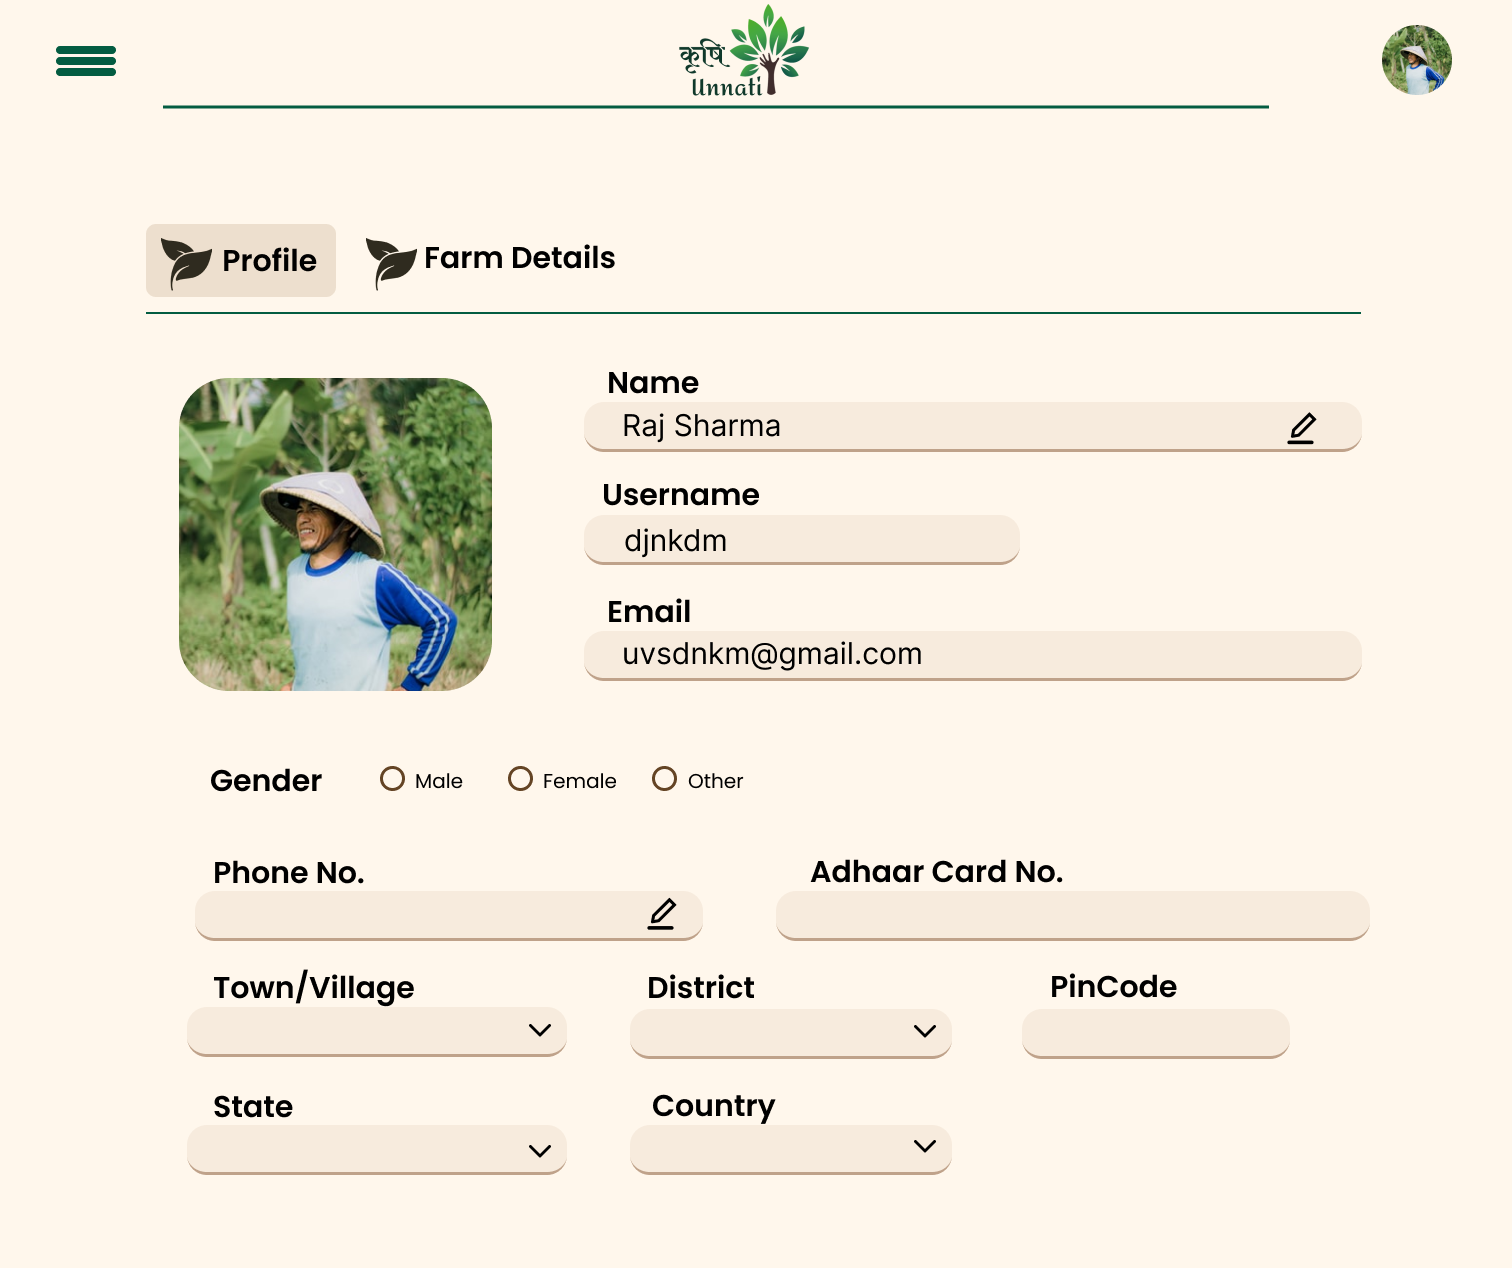 कृषि
Unnati
Profile
Farm Details
Name
Raj Sharma
Username
djnkdm
Email
uvsdnkm@gmail.com
Gender
Male
Female
Other
Phone No.
Adhaar Card No.
Town/Village
District
PinCode
State
Country